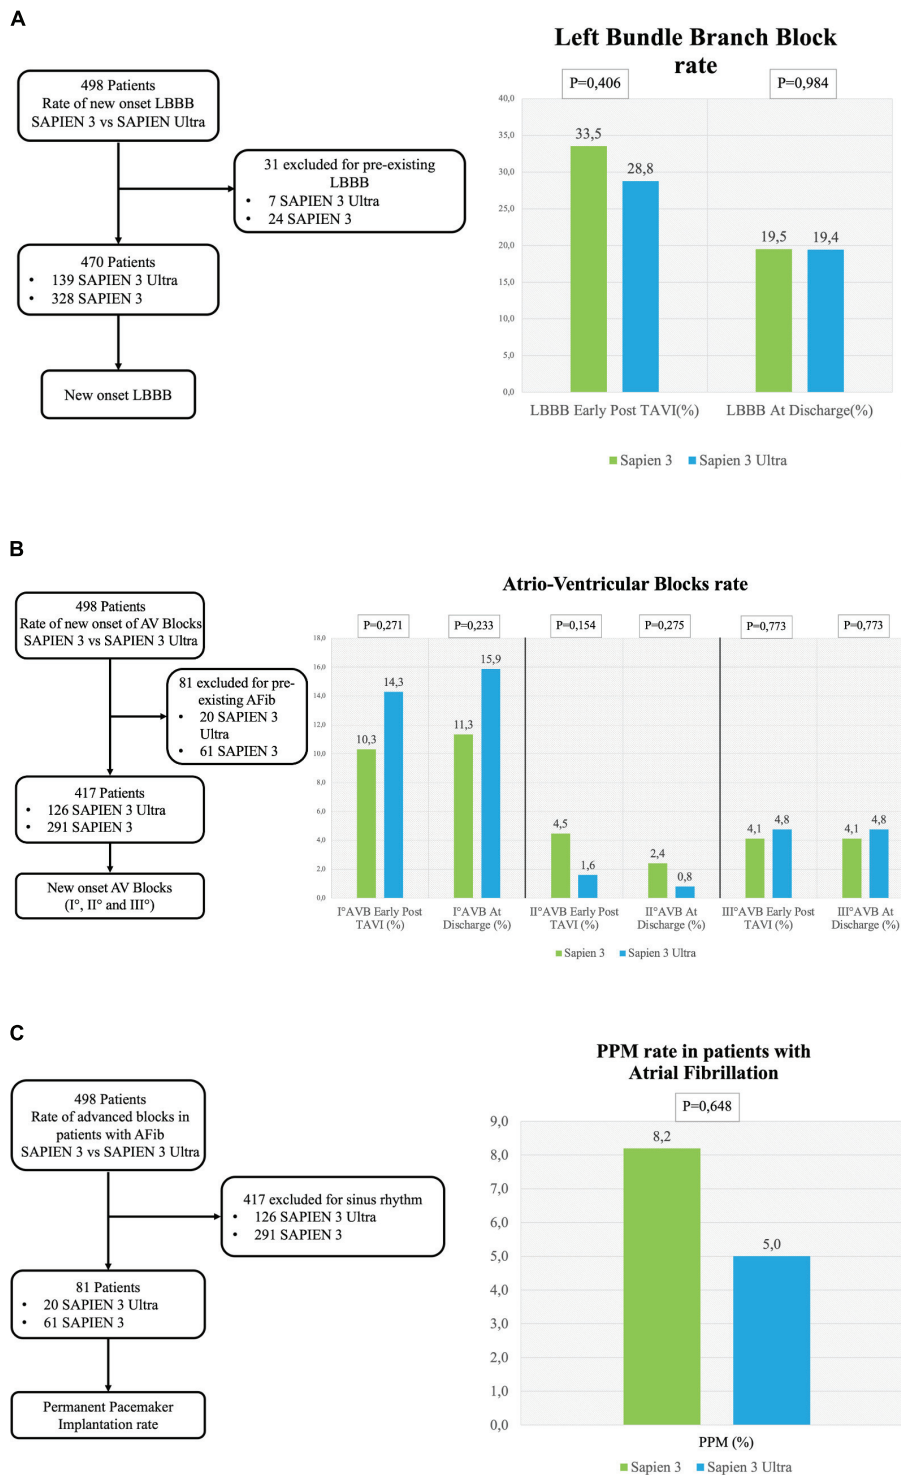 A
498 Patients
Rate of new onset LBBB
SAPIEN 3 vs SAPIEN Ultra
31 excluded for pre-existing
LBBB
• 7 SAPIEN 3 Ultra
• 24 SAPIEN 3
470 Patients
• 139 SAPIEN 3 Ultra
• 328 SAPIEN 3
New onset LBBB
Left Bundle Branch Block
rate
P=0,406
P=0,984
40,0
35,0
30,0
25,0
20,0
15,0
10,0
5,0
0,0
33,5
28,8
19,5
19,4
LBBB Early Post TAVI(%)
LBBB At Discharge(%)
Sapien 3
Sapien 3 Ultra
B
498 Patients
Rate of new onset of AV Blocks
SAPIEN 3 vs SAPIEN 3 Ultra
81 excluded for pre-
existing AFib
• 20 SAPIEN 3
Ultra
• 61 SAPIEN 3
417 Patients
• 126 SAPIEN 3 Ultra
• 291 SAPIEN 3
New onset AV Blocks
(I°, II° and III°)
Atrio-Ventricular Blocks rate
P=0,271
P=0,233
P=0,154
P=0,275
P=0,773
P=0,773
18,0
16,0
14,0
12,0
10,0
8,0
6,0
4,0
2,0
0,0
10,3
14,3
11,3
15,9
4,5
1,6
2,4
0,8
4,1
4,8
4,1
4,8
I°AVB Early Post
TAVI (%)
I°AVB At
Discharge (%)
II°AVB Early Post
TAVI (%)
II°AVB At
Discharge (%)
III°AVB Early Post
TAVI (%)
III°AVB At
Discharge (%)
Sapien 3
Sapien 3 Ultra
C
498 Patients
Rate of advanced blocks in
patients with AFib
SAPIEN 3 vs SAPIEN 3 Ultra
417 excluded for sinus rhythm
• 126 SAPIEN 3 Ultra
• 291 SAPIEN 3
81 Patients
• 20 SAPIEN 3 Ultra
• 61 SAPIEN 3
Permanent Pacemaker
Implantation rate
PPM rate in patients with
Atrial Fibrillation
P=0,648
9,0
8,0
7,0
6,0
5,0
4,0
3,0
2,0
1,0
0,0
8,2
5,0
PPM (%)
Sapien 3
Sapien 3 Ultra